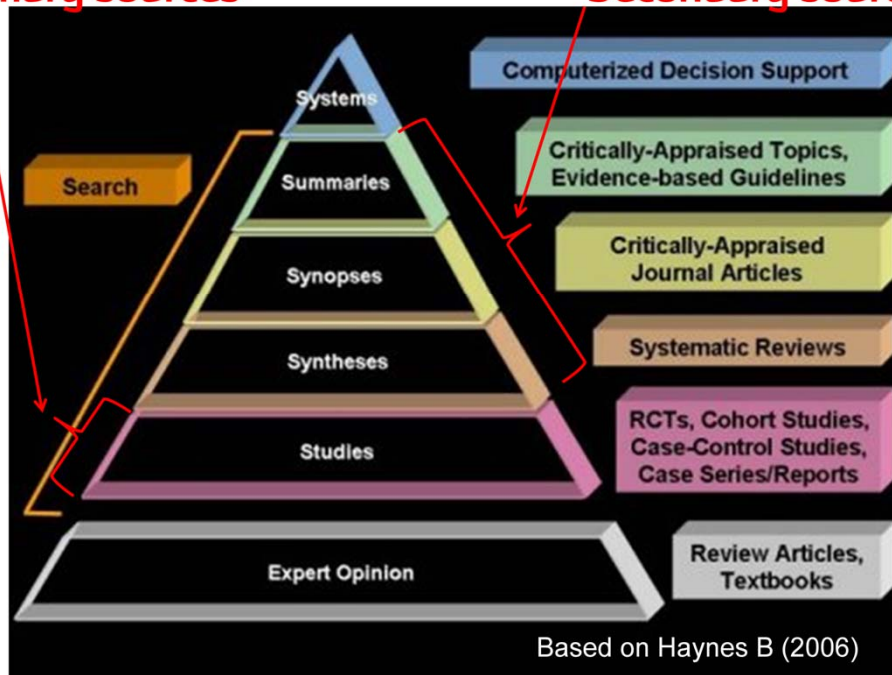 Systems
Summaries
Synopses
Syntheses
Studies
Expert Opinion
Search
Computerized Decision Support
Critically-Appraised Topics,
Evidence-based Guidelines
Critically-Appraised
Journal Articles
Systematic Reviews
RCTs, Cohort Studies,
Case-Control Studies,
Case Series/Reports
Review Articles,
Textbooks
Based on Haynes B (2006)